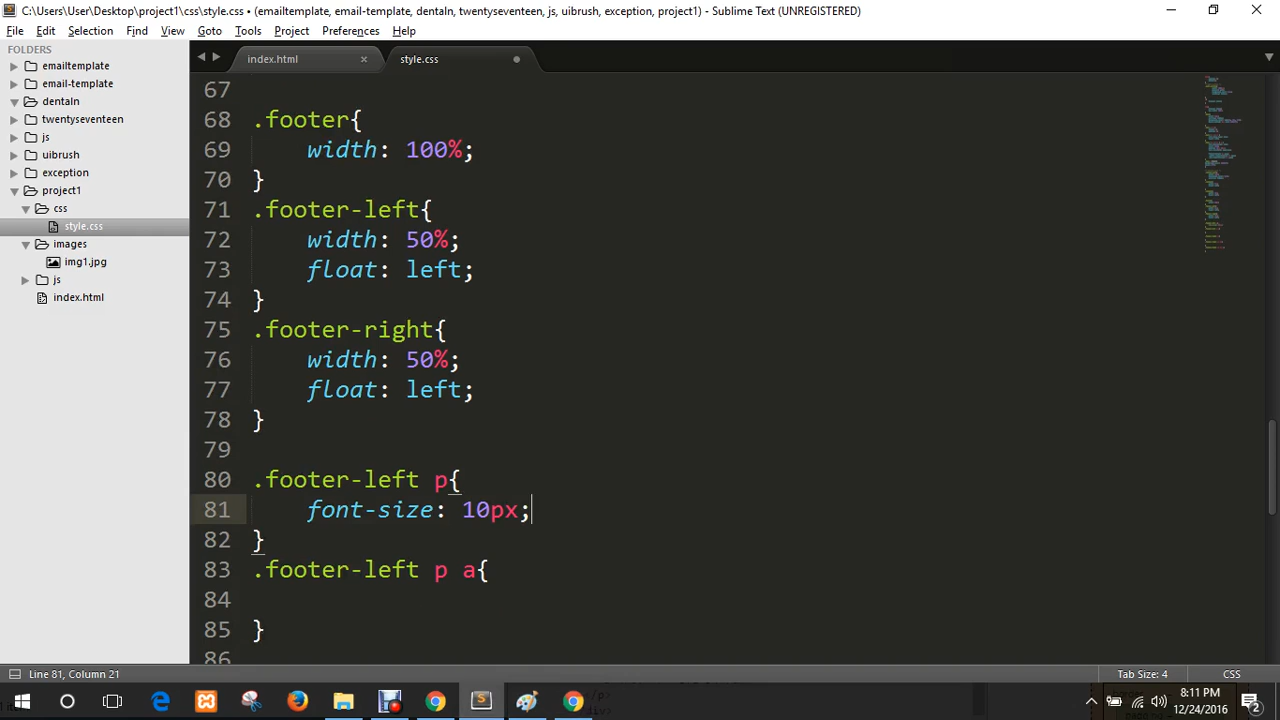 C:\Users\User\Desktop\project1\css\style.css • (emailtemplate, email-template, dentaln, twentyseventeen, js, uibrush, exception, project1) - Sublime Text (UNREGISTERED)
File Edit Selection Find View Goto Tools Project Preferences Help
FOLDERS
emailtemplate
email-template
dentaln
twentyseventeen
js
uibrush
exception
project1
css
style.css
images
img1.jpg
js
index.html
index.html ×
style.css
67
68 .footer{
69 width: 100%;
70 }
71 .footer-left{
72 width: 50%;
73 float: left;
74 }
75 .footer-right{
76 width: 50%;
77 float: left;
78 }
79
80 .footer-left p{
81 font-size: 10px;
82 }
83 .footer-left p a{
84
85 }
86
Line 81, Column 21
Tab Size: 4 CSS
8:11 PM
12/24/2016
2